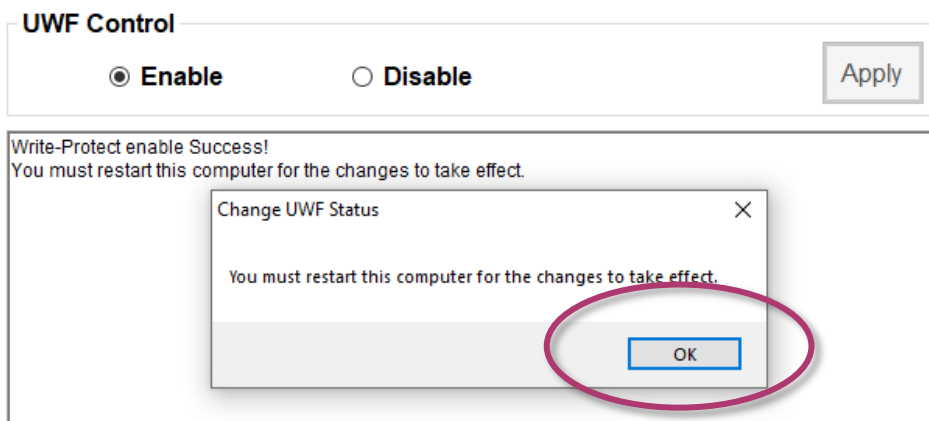 UWF Control
Enable Disable Apply
Write-Protect enable Success!
You must restart this computer for the changes to take effect.
Change UWF Status
You must restart this computer for the changes to take effect.
OK